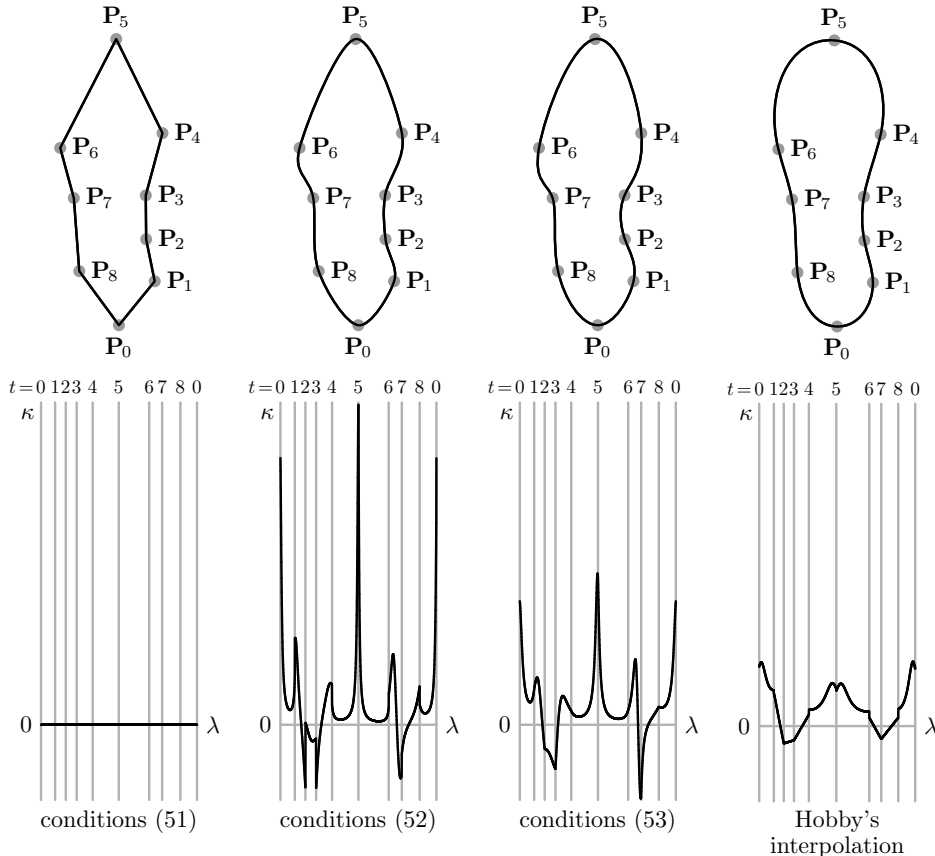 P5 P5 P5 P5
P4 P4 P4 P4
P6 P6 P6 P6
P7 P3 P7 P3 P7 P3 P7 P3
P2 P2 P2 P2
P8 P1 P8 P1 P8 P1 P8 P1
P0 P0 P0 P0
t=0 123 4 5 67 8 0 t=0 123 4 5 67 8 0 t=0 123 4 5 67 8 0 t=0 123 4 5 67 8 0
κ κ κ κ
0 λ 0 λ 0 λ 0 λ
conditions (51) conditions (52) conditions (53) Hobby's
interpolation